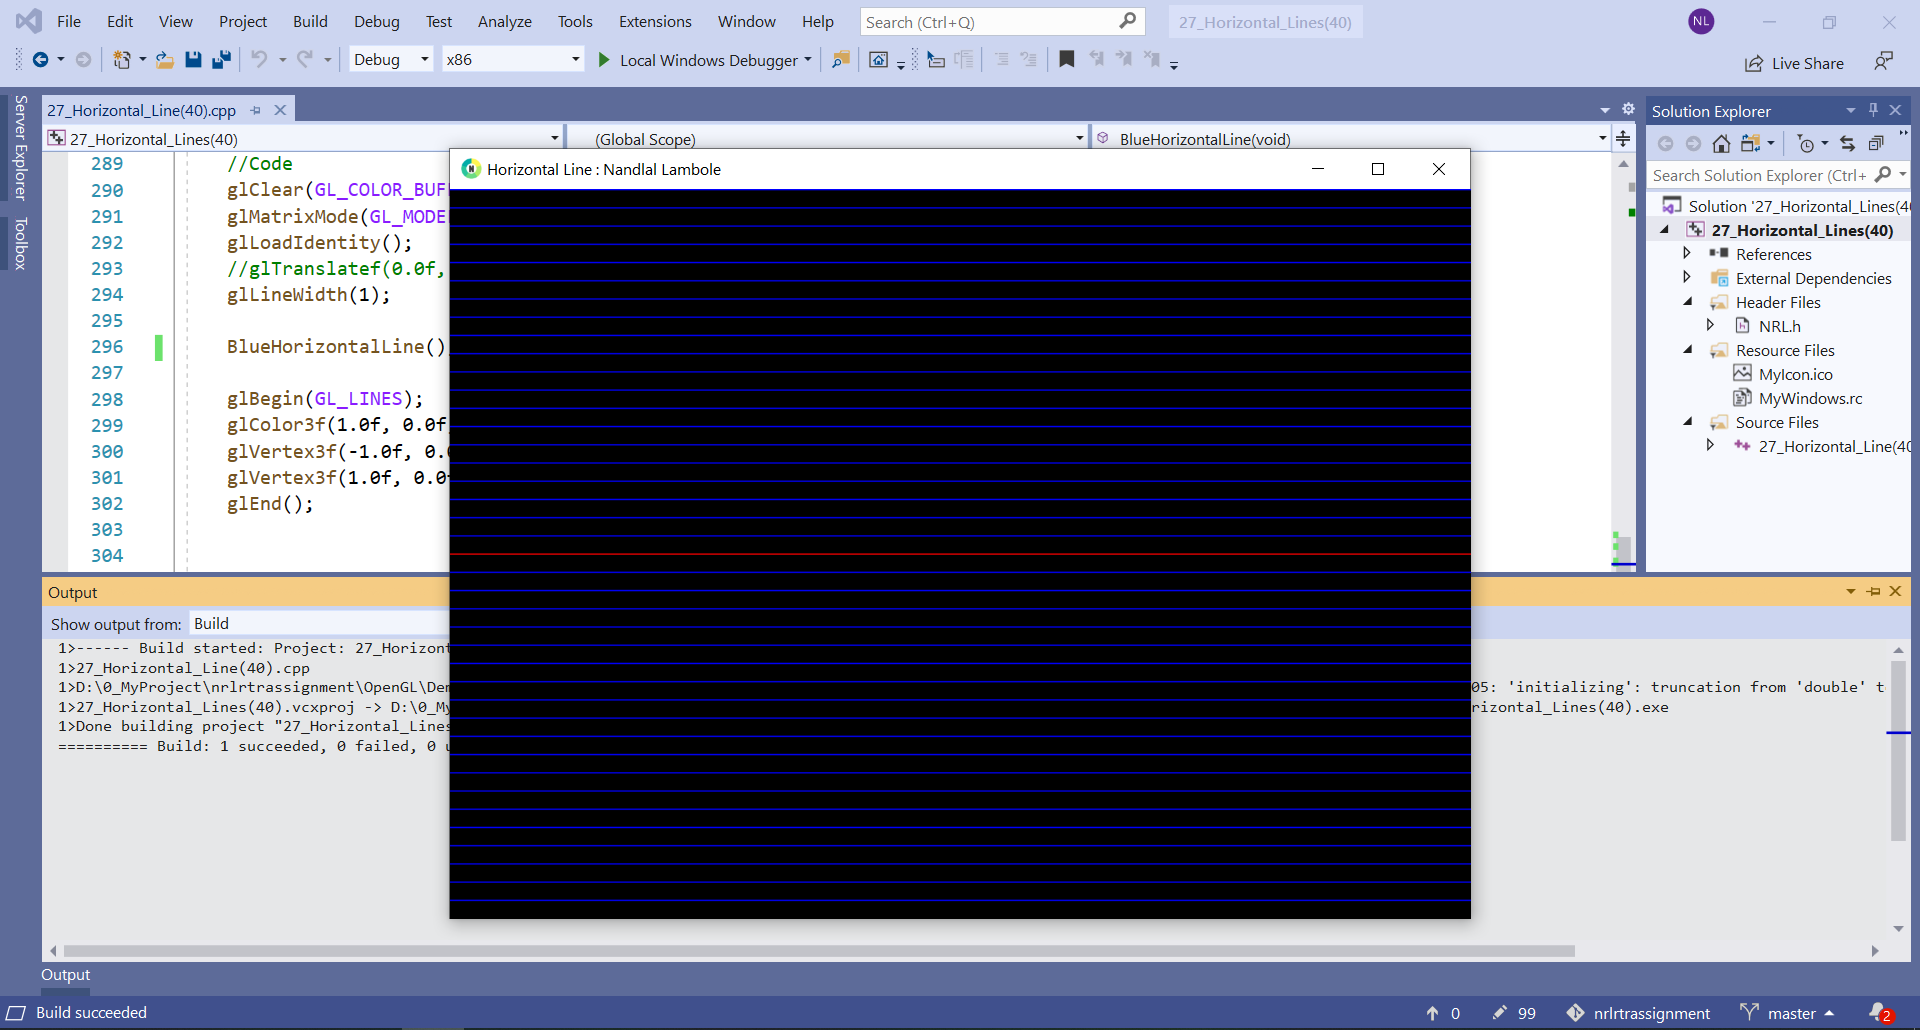 File Edit View Project Build Debug Test Analyze Tools Extensions Window Help Search (Ctrl+Q) 27_Horizontal_Lines(40) NL
Debug x86 Local Windows Debugger Live Share
Server Explorer
Toolbox
27_Horizontal_Line(40).cpp
27_Horizontal_Lines(40) (Global Scope) BlueHorizontalLine(void)
289 //Code
290 glClear(GL_COLOR_BUF
291 glMatrixMode(GL_MODE
292 glLoadIdentity();
293 //glTranslatef(0.0f,
294 glLineWidth(1);
295
296 BlueHorizontalLine()
297
298 glBegin(GL_LINES);
299 glColor3f(1.0f, 0.0f
300 glVertex3f(-1.0f, 0.0
301 glVertex3f(1.0f, 0.0f
302 glEnd();
303
304
Horizontal Line : Nandlal Lambole
Solution Explorer
Search Solution Explorer (Ctrl+
Solution '27_Horizontal_Lines(40
27_Horizontal_Lines(40)
References
External Dependencies
Header Files
NRL.h
Resource Files
MyIcon.ico
MyWindows.rc
Source Files
27_Horizontal_Line(40
Output
Show output from: Build
1>------ Build started: Project: 27_Horizont
1>27_Horizontal_Line(40).cpp
1>D:\0_MyProject\nrlrtrassignment\OpenGL\Dem 05: 'initializing': truncation from 'double' t
1>27_Horizontal_Lines(40).vcxproj -> D:\0_My rizontal_Lines(40).exe
1>Done building project "27_Horizontal_Lines
========== Build: 1 succeeded, 0 failed, 0 u
Output
Build succeeded 0 99 nrlrtrassignment master 2